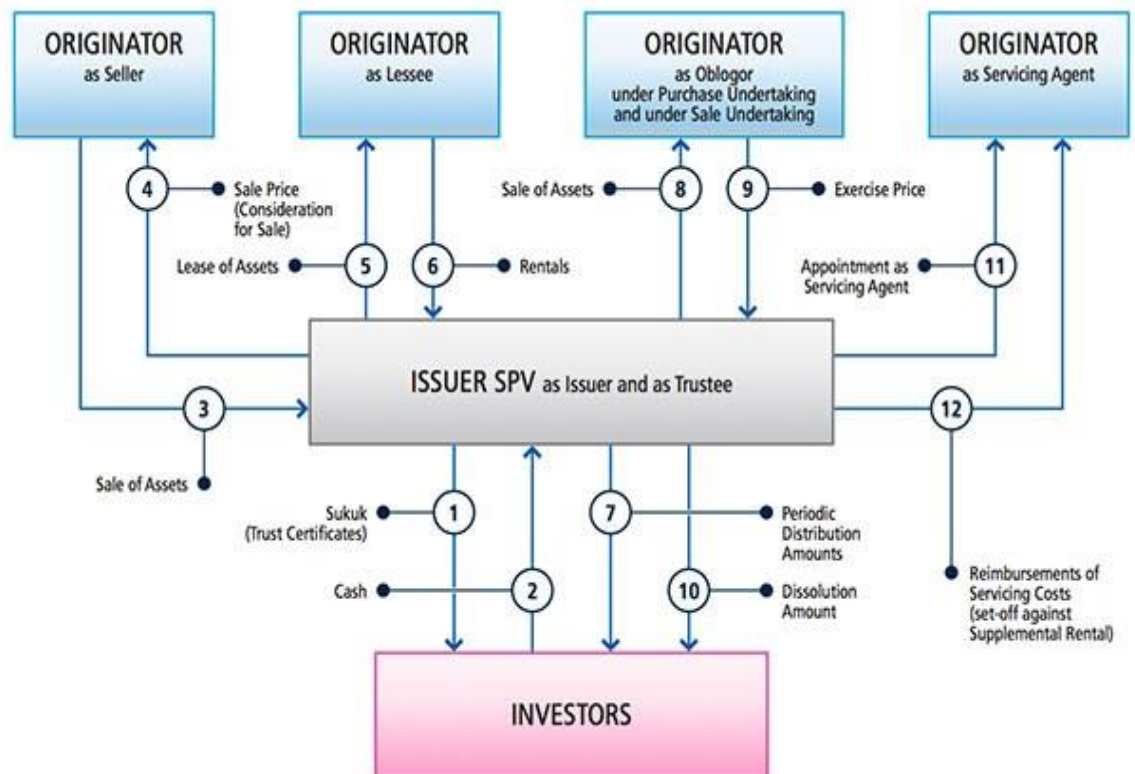 ORIGINATOR
as Seller
ORIGINATOR
as Lessee
ORIGINATOR
as Oblogor
under Purchase Undertaking
and under Sale Undertaking
ORIGINATOR
as Servicing Agent
4
Sale Price
(Consideration
for Sale)
Sale of Assets
8
9
Exercise Price
Lease of Assets
5
6
Rentals
Appointment as
Servicing Agent
11
ISSUER SPV as Issuer and as Trustee
3
12
Sale of Assets
Sukuk
(Trust Certificates)
1
7
Periodic
Distribution
Amounts
Cash
2
10
Dissolution
Amount
Reimbursements of
Servicing Costs
(set-off against
Supplemental Rental)
INVESTORS